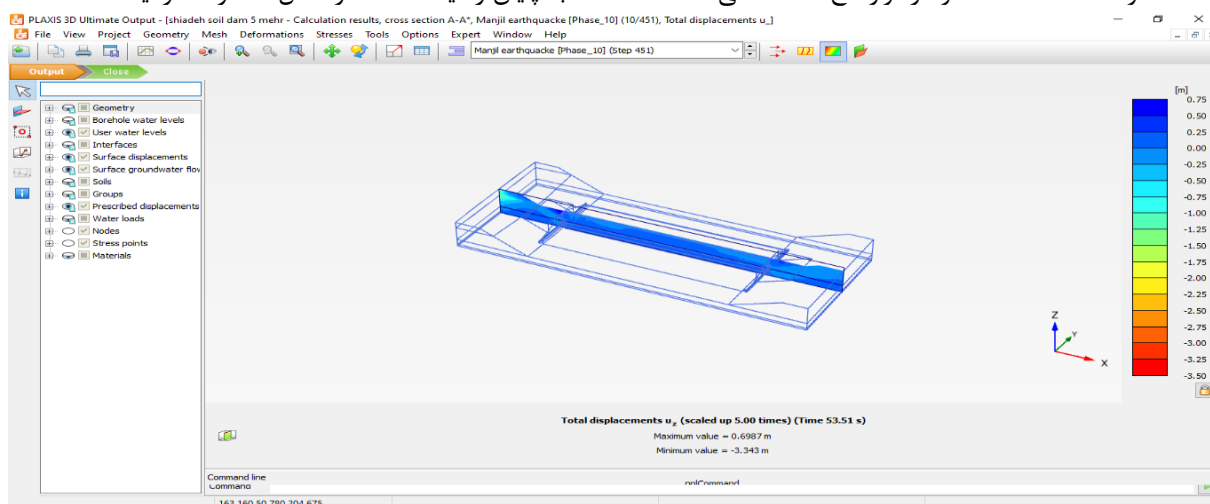 PLAXIS 3D Ultimate Output - [shiadeh soil dam 5 mehr - Calculation results, cross section A-A*, Manjil earthquacke [Phase_10] (10/451), Total displacements u_]
File View Project Geometry Mesh Deformations Stresses Tools Options Expert Window Help
Manjil earthquacke [Phase_10] (Step 451)
Output Close
Geometry
Borehole water levels
User water levels
Interfaces
Surface displacements
Surface groundwater flow
Soils
Groups
Prescribed displacements
Water loads
Nodes
Stress points
Materials
[m]
0.75
0.50
0.25
0.00
-0.25
-0.50
-0.75
-1.00
-1.25
-1.50
-1.75
-2.00
-2.25
-2.50
-2.75
-3.00
-3.25
-3.50
Z
Y
X
Total displacements uz (scaled up 5.00 times) (Time 53.51 s)
Maximum value = 0.6987 m
Minimum value = -3.343 m
Command line
Command
163.160 50.780 204.675